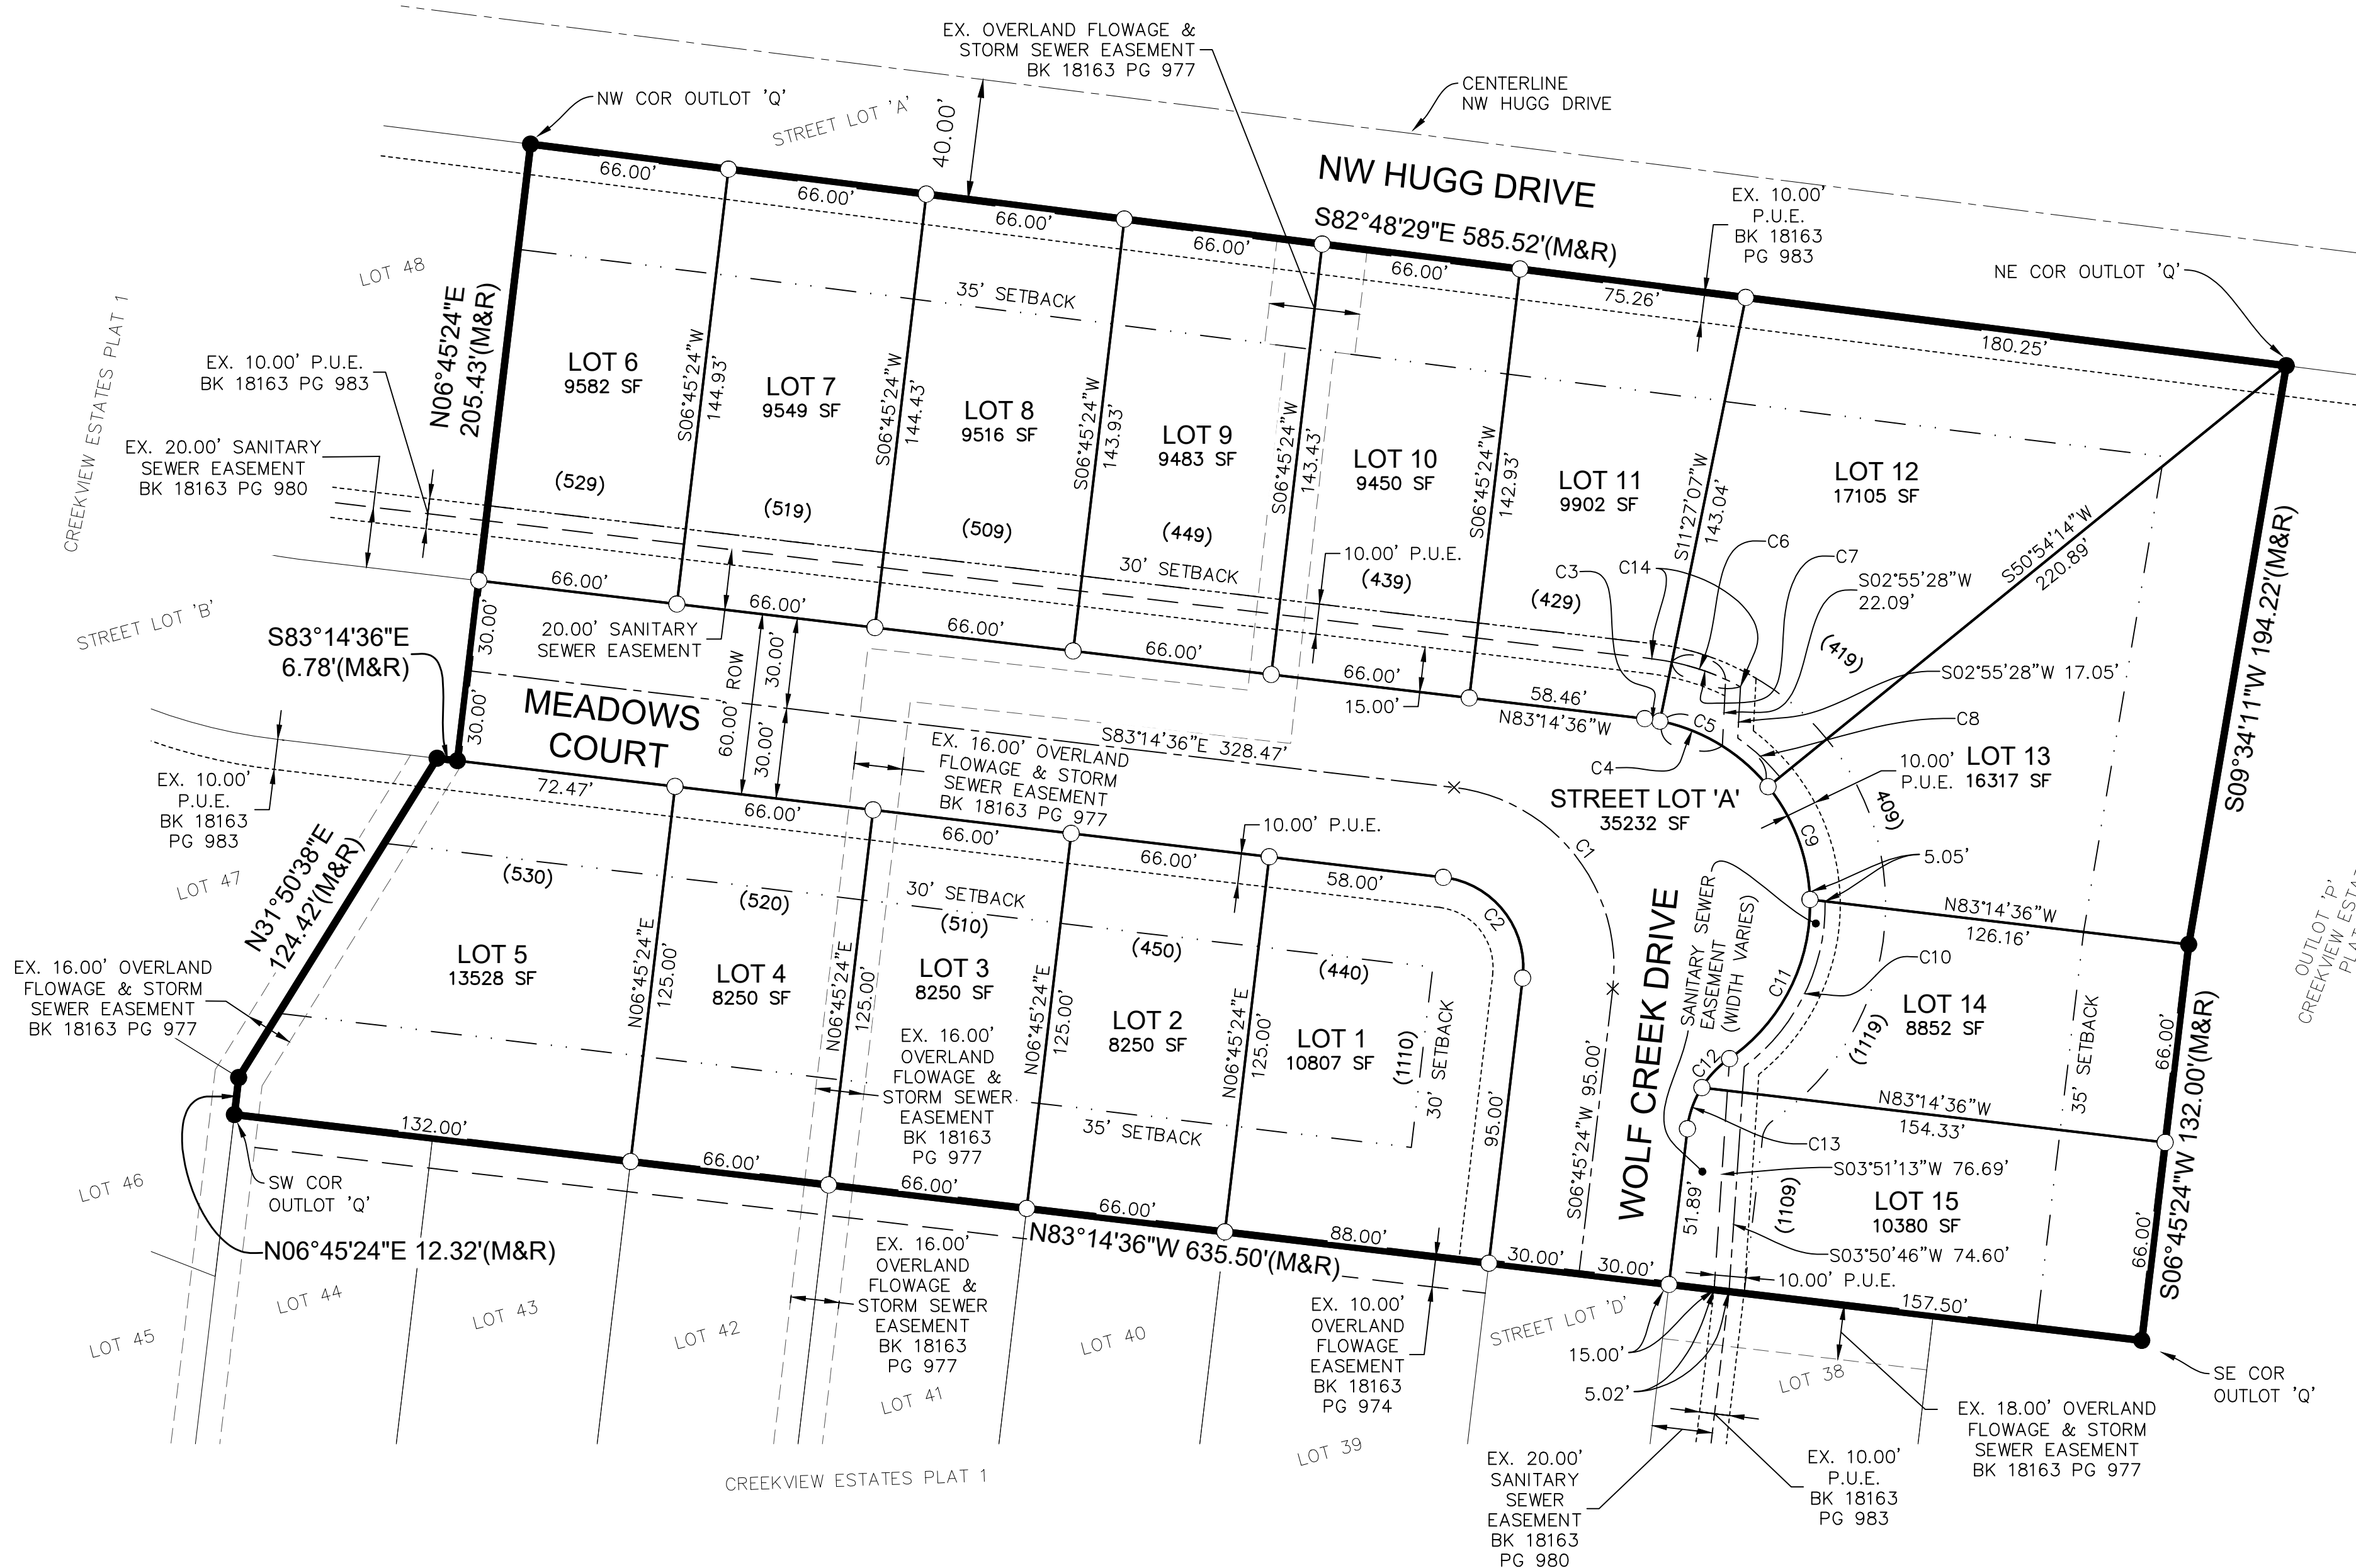 EX. OVERLAND FLOWAGE &
STORM SEWER EASEMENT
BK 18163 PG 977
CENTERLINE
NW HUGG DRIVE
NW COR OUTLOT 'Q'
STREET LOT 'A'
40.00'
NW HUGG DRIVE
S82°48'29"E 585.52'(M&R)
EX. 10.00'
P.U.E.
BK 18163
PG 983
NE COR OUTLOT 'Q'
66.00'
66.00'
66.00'
66.00'
66.00'
75.26'
180.25'
LOT 48
CREEKVIEW ESTATES PLAT 1
N06°45'24"E
205.43'(M&R)
35' SETBACK
EX. 10.00' P.U.E.
BK 18163 PG 983
EX. 20.00' SANITARY
SEWER EASEMENT
BK 18163 PG 980
LOT 6
9582 SF
(529)
S06°45'24"W
144.93'
LOT 7
9549 SF
(519)
S06°45'24"W
144.43'
LOT 8
9516 SF
(509)
S06°45'24"W
143.93'
LOT 9
9483 SF
(449)
S06°45'24"W
143.43'
LOT 10
9450 SF
(439)
S06°45'24"W
142.93'
LOT 11
9902 SF
(429)
S11°27'07"W
143.04'
LOT 12
17105 SF
(419)
S50°54'14"W
220.89'
S09°34'11"W 194.22'(M&R)
C6
C7
C3
C14
S02°55'28"W
22.09'
S02°55'28"W 17.05'
C8
10.00'
P.U.E.
LOT 13
16317 SF
409)
10.00' P.U.E.
30' SETBACK
66.00'
66.00'
66.00'
66.00'
66.00'
15.00'
58.46'
N83°14'36"W
C5
C4
STREET LOT 'B'
S83°14'36"E
6.78'(M&R)
30.00'
30.00'
20.00' SANITARY
SEWER EASEMENT
60.00' ROW
30.00'
30.00'
MEADOWS
COURT
S83°14'36"E 328.47'
EX. 16.00' OVERLAND
FLOWAGE & STORM
SEWER EASEMENT
BK 18163
PG 977
STREET LOT 'A'
35232 SF
C1
C9
5.05'
EX. 10.00'
P.U.E.
BK 18163
PG 983
72.47'
66.00'
66.00'
66.00'
10.00' P.U.E.
58.00'
C2
LOT 47
N31°50'38"E
124.42'(M&R)
(530)
(520)
30' SETBACK
(510)
(450)
(440)
LOT 5
13528 SF
N06°45'24"E
125.00'
LOT 4
8250 SF
N06°45'24"E
125.00'
LOT 3
8250 SF
EX. 16.00'
OVERLAND
FLOWAGE &
STORM SEWER
EASEMENT
BK 18163
PG 977
N06°45'24"E
125.00'
LOT 2
8250 SF
N06°45'24"E
125.00'
LOT 1
10807 SF
(1110)
30' SETBACK
35' SETBACK
95.00'
S06°45'24"W 95.00'
WOLF CREEK DRIVE
SANITARY SEWER
EASEMENT
(WIDTH VARIES)
N83°14'36"W
126.16'
C10
C11
LOT 14
8852 SF
(1119)
35' SETBACK
66.00'
S06°45'24"W 132.00'(M&R)
OUTLOT 'P'
C12
N83°14'36"W
154.33'
C13
S03°51'13"W 76.69'
LOT 15
10380 SF
(1109)
51.89'
S03°50'46"W 74.60'
10.00' P.U.E.
66.00'
157.50'
EX. 16.00' OVERLAND
FLOWAGE & STORM
SEWER EASEMENT
BK 18163 PG 977
132.00'
66.00'
66.00'
66.00'
88.00'
30.00'
30.00'
SW COR
OUTLOT 'Q'
N06°45'24"E 12.32'(M&R)
N83°14'36"W 635.50'(M&R)
LOT 46
LOT 45
LOT 44
LOT 43
LOT 42
EX. 16.00'
OVERLAND
FLOWAGE &
STORM SEWER
EASEMENT
BK 18163
PG 977
LOT 41
LOT 40
EX. 10.00'
OVERLAND
FLOWAGE
EASEMENT
BK 18163
PG 974
LOT 39
STREET LOT 'D'
15.00'
5.02'
LOT 38
SE COR
OUTLOT 'Q'
EX. 18.00' OVERLAND
FLOWAGE & STORM
SEWER EASEMENT
BK 18163 PG 977
EX. 20.00'
SANITARY
SEWER
EASEMENT
BK 18163
PG 980
EX. 10.00'
P.U.E.
BK 18163
PG 983
CREEKVIEW ESTATES PLAT 1